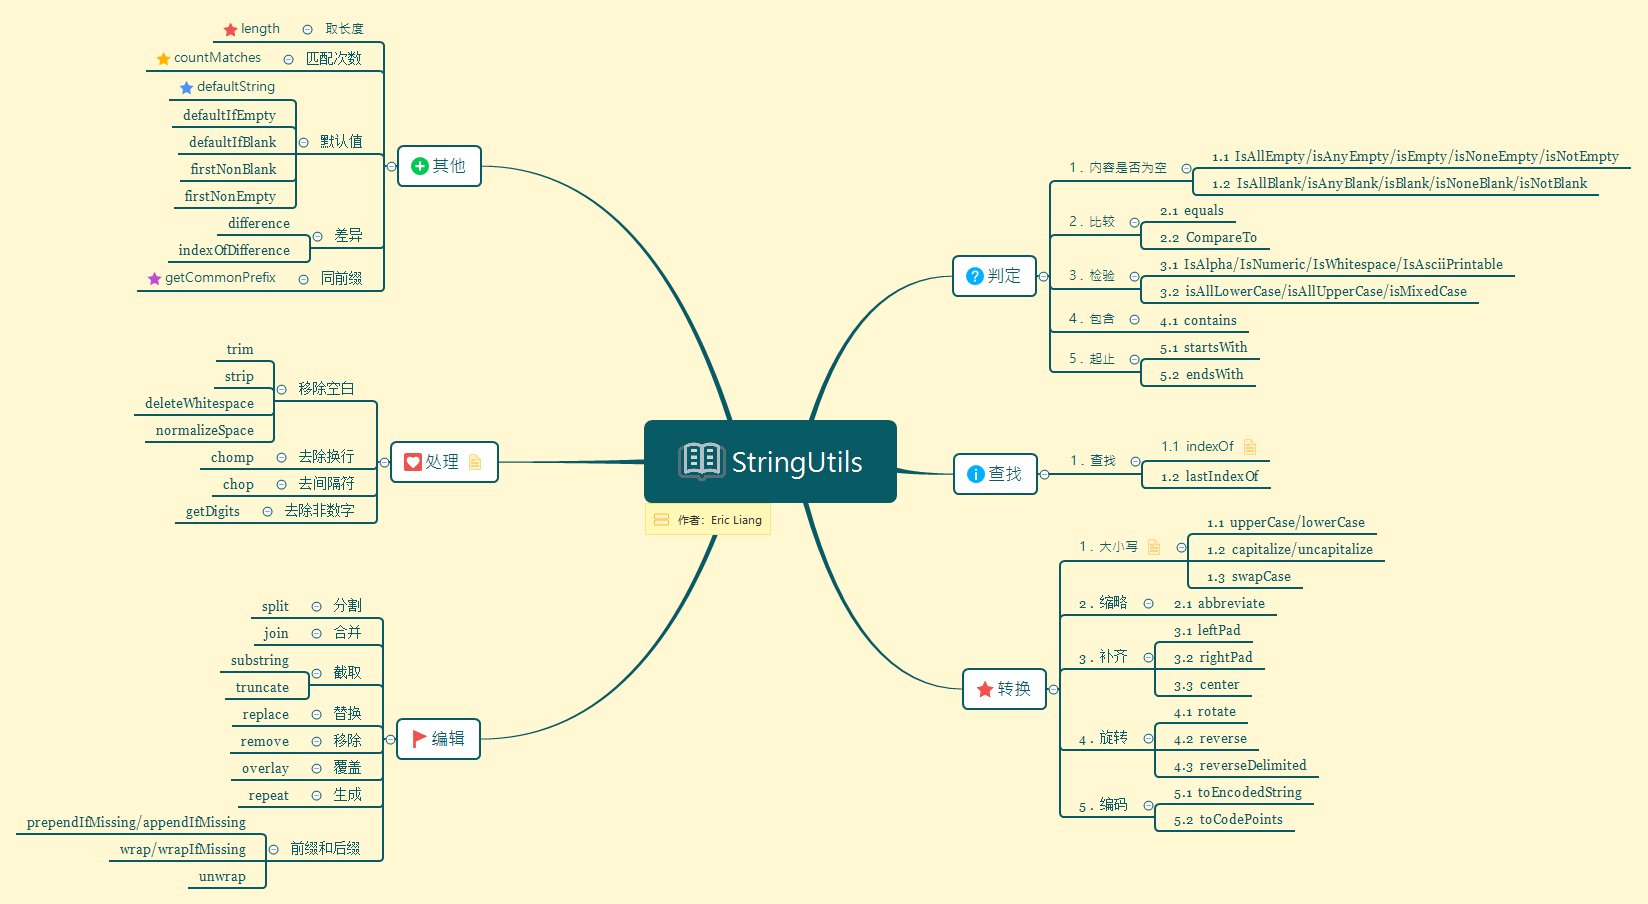 StringUtils
作者：Eric Liang
判定
1. 内容是否为空
1.1 IsAllEmpty/isAnyEmpty/isEmpty/isNoneEmpty/isNotEmpty
1.2 IsAllBlank/isAnyBlank/isBlank/isNoneBlank/isNotBlank
2. 比较
2.1 equals
2.2 CompareTo
3. 检验
3.1 IsAlpha/IsNumeric/IsWhitespace/IsAsciiPrintable
3.2 isAllLowerCase/isAllUpperCase/isMixedCase
4. 包含
4.1 contains
5. 起止
5.1 startsWith
5.2 endsWith
查找
1. 查找
1.1 indexOf
1.2 lastIndexOf
转换
1. 大小写
1.1 upperCase/lowerCase
1.2 capitalize/uncapitalize
1.3 swapCase
2. 缩略
2.1 abbreviate
3. 补齐
3.1 leftPad
3.2 rightPad
3.3 center
4. 旋转
4.1 rotate
4.2 reverse
4.3 reverseDelimited
5. 编码
5.1 toEncodedString
5.2 toCodePoints
其他
length 取长度
countMatches 匹配次数
默认值
defaultString
defaultIfEmpty
defaultIfBlank
firstNonBlank
firstNonEmpty
差异
difference
indexOfDifference
getCommonPrefix 同前缀
处理
移除空白
trim
strip
deleteWhitespace
normalizeSpace
chomp 去除换行
chop 去间隔符
getDigits 去除非数字
编辑
split 分割
join 合并
截取
substring
truncate
replace 替换
remove 移除
overlay 覆盖
repeat 生成
前缀和后缀
prependIfMissing/appendIfMissing
wrap/wrapIfMissing
unwrap